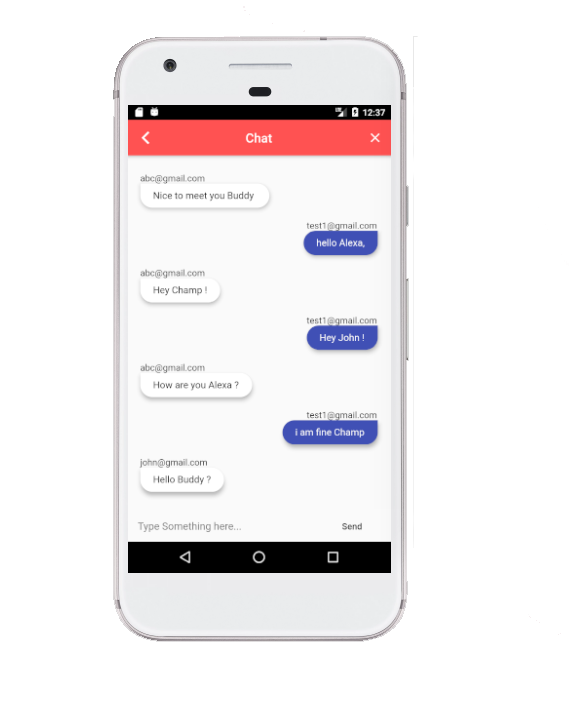 12:37
Chat
abc@gmail.com
Nice to meet you Buddy
test1@gmail.com
hello Alexa,
abc@gmail.com
Hey Champ !
test1@gmail.com
Hey John !
abc@gmail.com
How are you Alexa ?
test1@gmail.com
i am fine Champ
john@gmail.com
Hello Buddy ?
Type Something here... Send